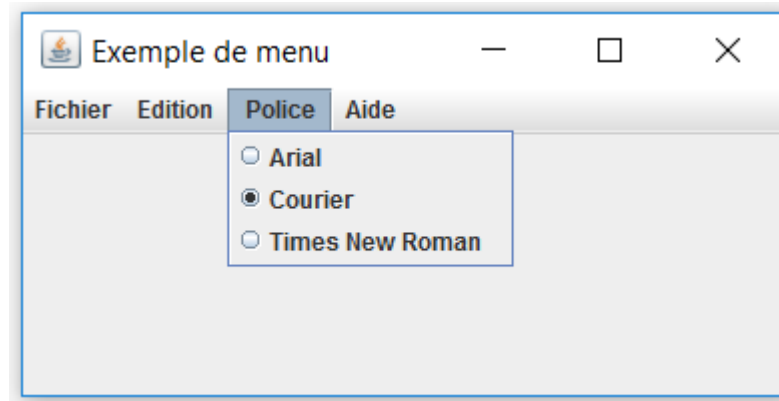 Exemple de menu
Fichier Edition Police Aide
Arial
Courier
Times New Roman